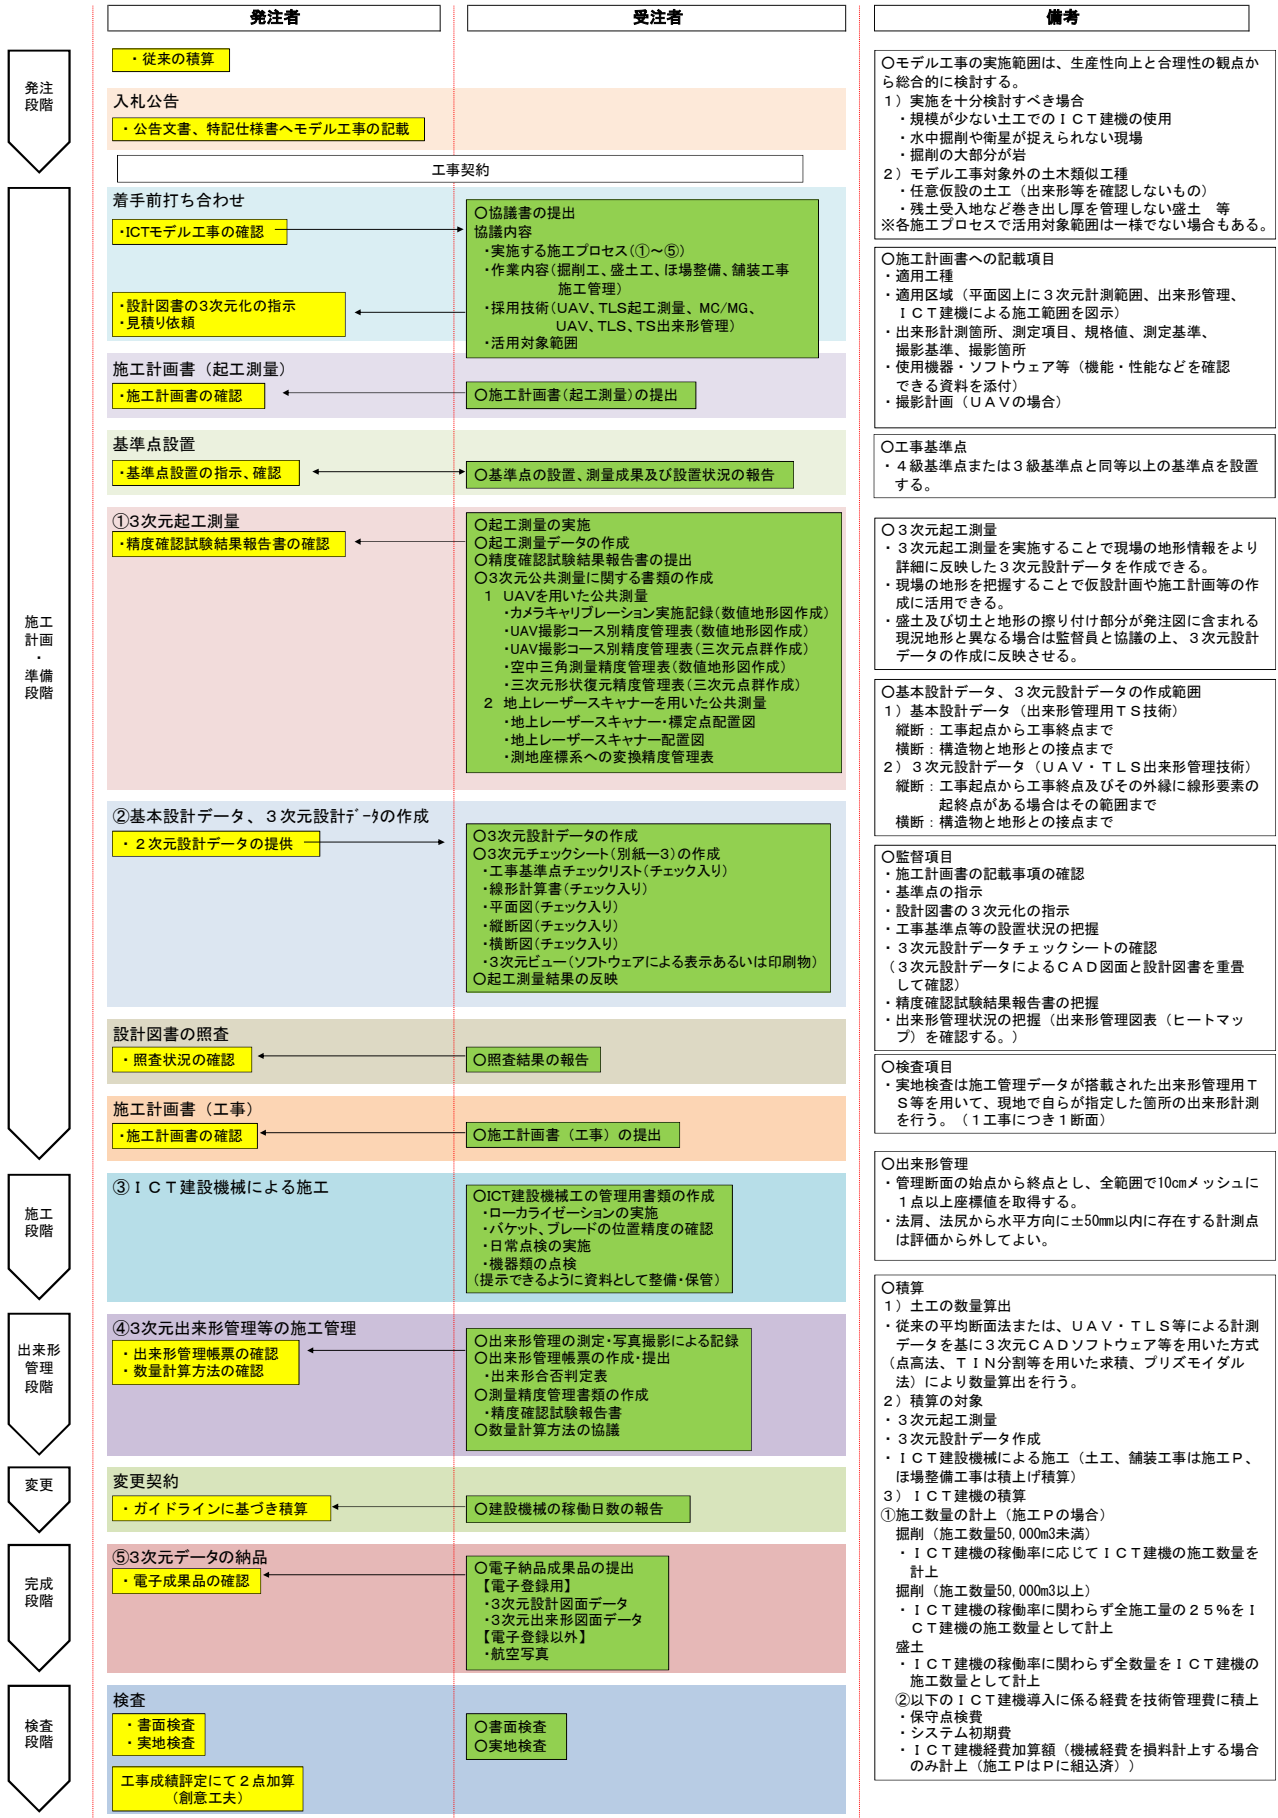 発注者
受注者
備考
発注
段階
・従来の積算
入札公告
・公告文書、特記仕様書へモデル工事の記載
工事契約
施工
計画
・
準備
段階
着手前打ち合わせ
・ICTモデル工事の確認
・設計図書の3次元化の指示
・見積り依頼
〇協議書の提出
協議内容
・実施する施工プロセス(①～⑤)
・作業内容(掘削工、盛土工、ほ場整備、舗装工事
施工管理)
・採用技術(UAV、TLS起工測量、MC/MG、
UAV、TLS、TS出来形管理)
・活用対象範囲
施工計画書（起工測量）
・施工計画書の確認
〇施工計画書(起工測量)の提出
基準点設置
・基準点設置の指示、確認
〇基準点の設置、測量成果及び設置状況の報告
①3次元起工測量
・精度確認試験結果報告書の確認
〇起工測量の実施
〇起工測量データの作成
〇精度確認試験結果報告書の提出
〇3次元公共測量に関する書類の作成
1 UAVを用いた公共測量
・カメラキャリブレーション実施記録(数値地形図作成)
・UAV撮影コース別精度管理表(数値地形図作成)
・UAV撮影コース別精度管理表(三次元点群作成)
・空中三角測量精度管理表(数値地形図作成)
・三次元形状復元精度管理表(三次元点群作成)
2 地上レーザースキャナーを用いた公共測量
・地上レーザースキャナー・標定点配置図
・地上レーザースキャナー配置図
・測地座標系への変換精度管理表
②基本設計データ、３次元設計ﾃﾞｰﾀの作成
・２次元設計データの提供
〇3次元設計データの作成
〇3次元チェックシート(別紙ー3)の作成
・工事基準点チェックリスト(チェック入り)
・線形計算書(チェック入り)
・平面図(チェック入り)
・縦断図(チェック入り)
・横断図(チェック入り)
・3次元ビュー(ソフトウェアによる表示あるいは印刷物)
〇起工測量結果の反映
設計図書の照査
・照査状況の確認
〇照査結果の報告
施工計画書（工事）
・施工計画書の確認
〇施工計画書（工事）の提出
施工
段階
③ＩＣＴ建設機械による施工
〇ICT建設機械工の管理用書類の作成
・ローカライゼーションの実施
・バケット、ブレードの位置精度の確認
・日常点検の実施
・機器類の点検
(提示できるように資料として整備・保管)
出来形
管理
段階
④3次元出来形管理等の施工管理
・出来形管理帳票の確認
・数量計算方法の確認
〇出来形管理の測定・写真撮影による記録
〇出来形管理帳票の作成・提出
・出来形合否判定表
〇測量精度管理書類の作成
・精度確認試験報告書
〇数量計算方法の協議
変更
変更契約
・ガイドラインに基づき積算
〇建設機械の稼働日数の報告
完成
段階
⑤3次元データの納品
・電子成果品の確認
〇電子納品成果品の提出
【電子登録用】
・3次元設計図面データ
・3次元出来形図面データ
【電子登録以外】
・航空写真
検査
段階
検査
・書面検査
・実地検査
〇書面検査
〇実地検査
工事成績評定にて２点加算
(創意工夫)
〇モデル工事の実施範囲は、生産性向上と合理性の観点か
ら総合的に検討する。
１）実施を十分検討すべき場合
・規模が少ない土工でのＩＣＴ建機の使用
・水中掘削や衛星が捉えられない現場
・掘削の大部分が岩
２）モデル工事対象外の土木類似工種
・任意仮設の土工（出来形等を確認しないもの）
・残土受入地など巻き出し厚を管理しない盛土　等
※各施工プロセスで活用対象範囲は一様でない場合もある。
〇施工計画書への記載項目
・適用工種
・適用区域（平面図上に３次元計測範囲、出来形管理、
ＩＣＴ建機による施工範囲を図示）
・出来形計測箇所、測定項目、規格値、測定基準、
撮影基準、撮影箇所
・使用機器・ソフトウェア等（機能・性能などを確認
できる資料を添付）
・撮影計画（ＵＡＶの場合）
〇工事基準点
・４級基準点または３級基準点と同等以上の基準点を設置
する。
〇３次元起工測量
・３次元起工測量を実施することで現場の地形情報をより
詳細に反映した３次元設計データを作成できる。
・現場の地形を把握することで仮設計画や施工計画等の作
成に活用できる。
・盛土及び切土と地形の擦り付け部分が発注図に含まれる
現況地形と異なる場合は監督員と協議の上、３次元設計
データの作成に反映させる。
〇基本設計データ、３次元設計データの作成範囲
１）基本設計データ（出来形管理用ＴＳ技術）
縦断：工事起点から工事終点まで
横断：構造物と地形との接点まで
２）３次元設計データ（ＵＡＶ・ＴＬＳ出来形管理技術）
縦断：工事起点から工事終点及びその外縁に線形要素の
起終点がある場合はその範囲まで
横断：構造物と地形との接点まで
〇監督項目
・施工計画書の記載事項の確認
・基準点の指示
・設計図書の３次元化の指示
・工事基準点等の設置状況の把握
・３次元設計データチェックシートの確認
（３次元設計データによるＣＡＤ図面と設計図書を重畳
して確認）
・精度確認試験結果報告書の把握
・出来形管理状況の把握（出来形管理図表（ヒートマッ
プ）を確認する。）
〇検査項目
・実地検査は施工管理データが搭載された出来形管理用Ｔ
Ｓ等を用いて、現地で自らが指定した箇所の出来形計測
を行う。（１工事につき１断面）
〇出来形管理
・管理断面の始点から終点とし、全範囲で10cmメッシュに
１点以上座標値を取得する。
・法肩、法尻から水平方向に±50mm以内に存在する計測点
は評価から外してよい。
〇積算
１）土工の数量算出
・従来の平均断面法または、ＵＡＶ・ＴＬＳ等による計測
データを基に３次元ＣＡＤソフトウェア等を用いた方式
（点高法、ＴＩＮ分割等を用いた求積、プリズモイダル
法）により数量算出を行う。
２）積算の対象
・３次元起工測量
・３次元設計データ作成
・ＩＣＴ建設機械による施工（土工、舗装工事は施工Ｐ、
ほ場整備工事は積上げ積算）
３）ＩＣＴ建機の積算
①施工数量の計上（施工Ｐの場合）
掘削（施工数量50,000m3未満）
・ＩＣＴ建機の稼働率に応じてＩＣＴ建機の施工数量を
計上
掘削（施工数量50,000m3以上）
・ＩＣＴ建機の稼働率に関わらず全施工量の２５％をＩ
ＣＴ建機の施工数量として計上
盛土
・ＩＣＴ建機の稼働率に関わらず全数量をＩＣＴ建機の
施工数量として計上
②以下のＩＣＴ建機導入に係る経費を技術管理費に積上
・保守点検費
・システム初期費
・ＩＣＴ建機経費加算額（機械経費を損料計上する場合
のみ計上（施工ＰはＰに組込済））